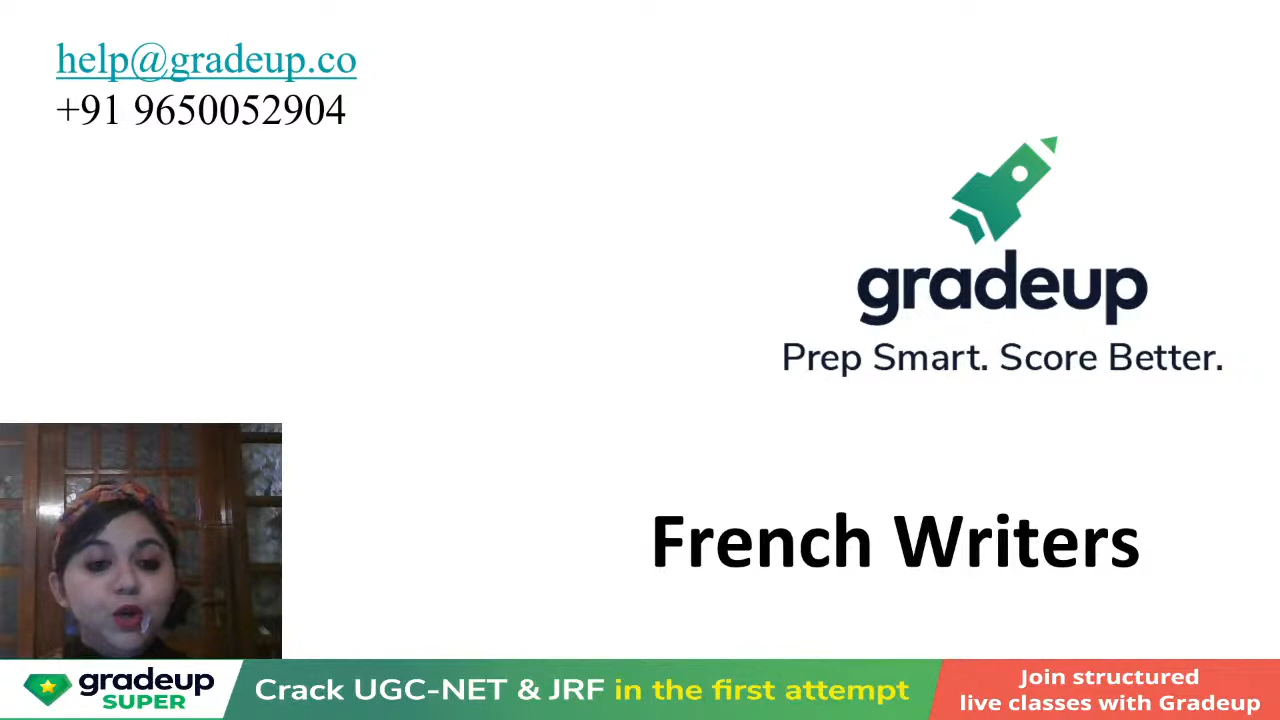 help@gradeup.co
+91 9650052904
gradeup
Prep Smart. Score Better.
French Writers
gradeup
SUPER
Crack UGC-NET & JRF in the first attempt
Join structured
live classes with Gradeup